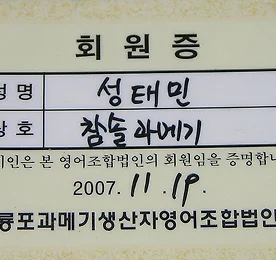 회원증
성명 성태민
상호 참솔과메기
기인은 본 영어조합법인의 회원임을 증명합니
2007. 11. 19.
룡포과메기생산자영어조합법인